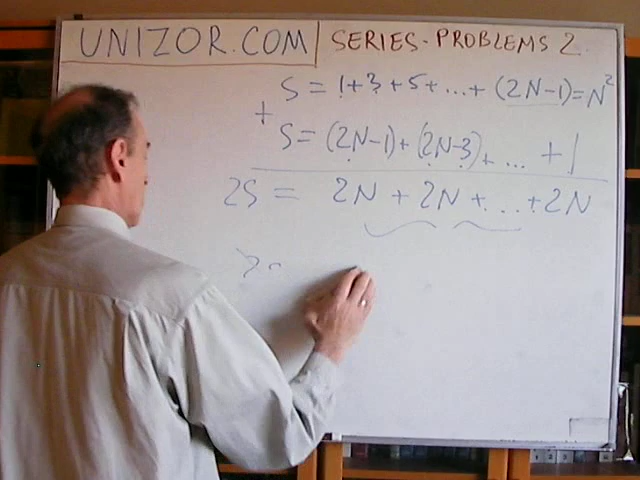 UNIZOR.COM SERIES-PROBLEMS 2
S = 1+3+5+...+(2N-1)=N²
+
S=(2N-1)+(2N-3)+...+1
2S = 2N + 2N +...+2N